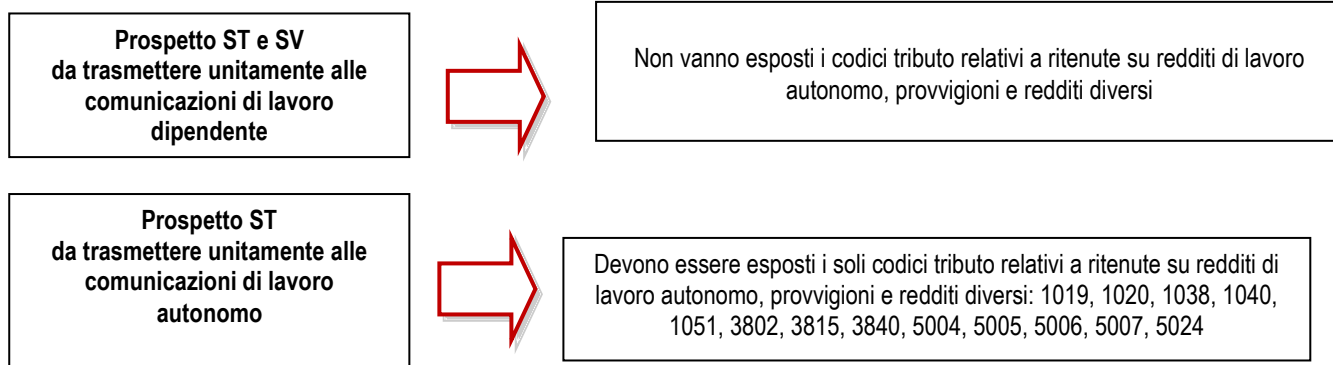 Prospetto ST e SV
da trasmettere unitamente alle
comunicazioni di lavoro
dipendente
Non vanno esposti i codici tributo relativi a ritenute su redditi di lavoro
autonomo, provvigioni e redditi diversi
Prospetto ST
da trasmettere unitamente alle
comunicazioni di lavoro
autonomo
Devono essere esposti i soli codici tributo relativi a ritenute su redditi di
lavoro autonomo, provvigioni e redditi diversi: 1019, 1020, 1038, 1040,
1051, 3802, 3815, 3840, 5004, 5005, 5006, 5007, 5024